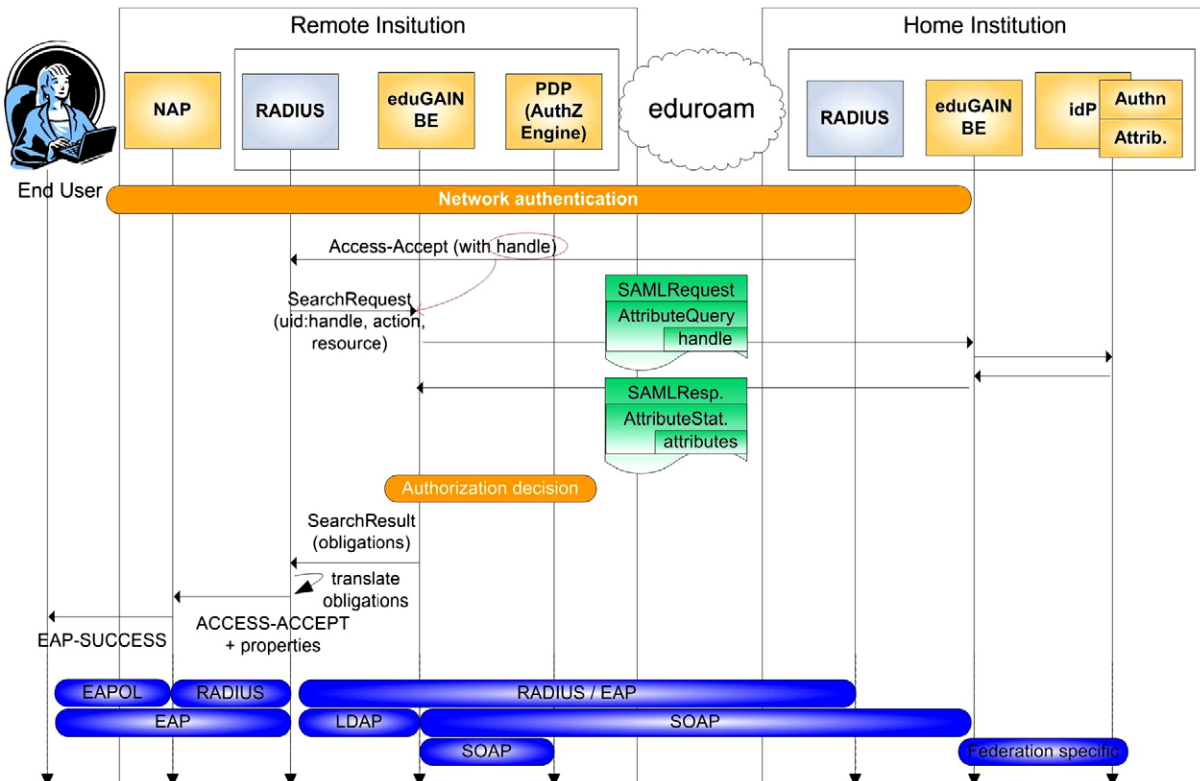 Remote Insitution
Home Institution
NAP
RADIUS
eduGAIN
BE
PDP
(AuthZ
Engine)
eduroam
RADIUS
eduGAIN
BE
idP
Authn
Attrib.
End User
Network authentication
Access-Accept (with handle)
SearchRequest
(uid:handle, action,
resource)
SAMLRequest
AttributeQuery
handle
SAMLResp.
AttributeStat.
attributes
Authorization decision
SearchResult
(obligations)
translate
obligations
ACCESS-ACCEPT
+ properties
EAP-SUCCESS
EAPOL
RADIUS
RADIUS / EAP
EAP
LDAP
SOAP
SOAP
Federation specific